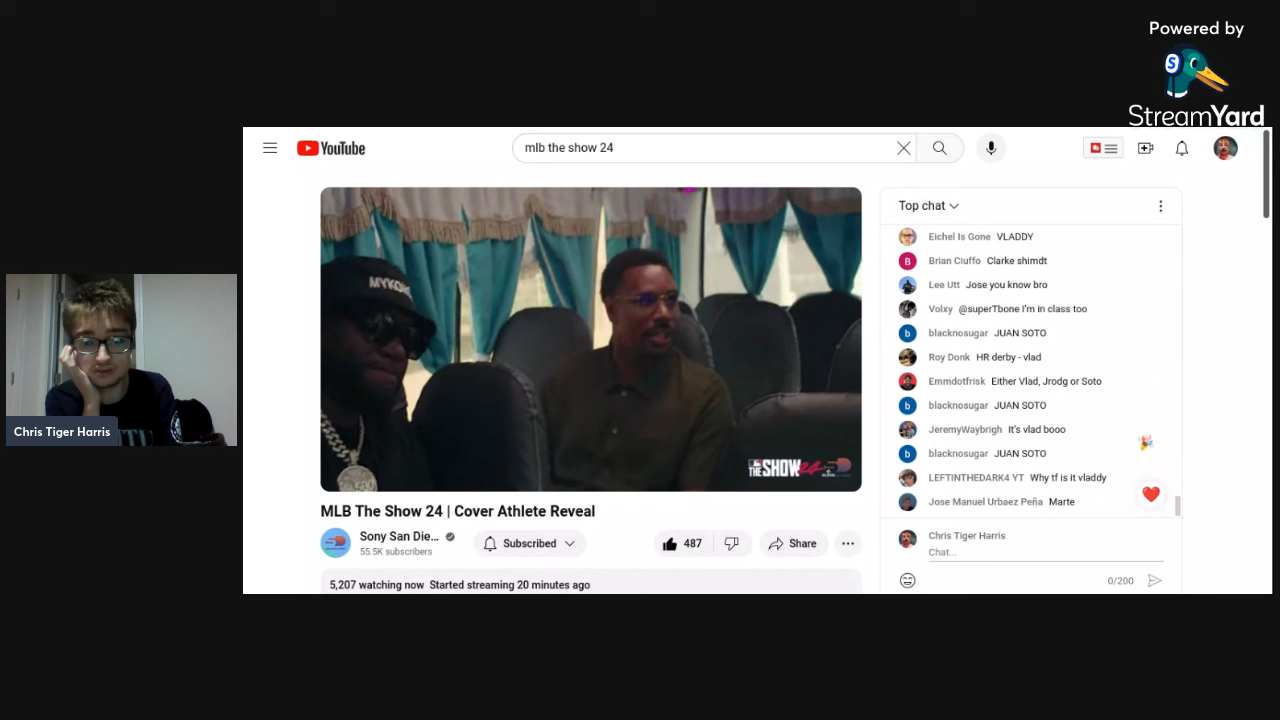 Powered by
StreamYard
YouTube
mlb the show 24
Top chat
Eichel Is Gone VLADDY
Brian Ciuffo Clarke shimdt
Lee Utt Jose you know bro
Volxy @superTbone I'm in class too
blacknosugar JUAN SOTO
Roy Donk HR derby - vlad
Emmdotfrisk Either Vlad, Jrodg or Soto
blacknosugar JUAN SOTO
JeremyWaybrigh It's vlad booo
blacknosugar JUAN SOTO
LEFTINTHEDARK4 YT Why tf is it vladdy
Jose Manuel Urbaez Peña Marte
Chris Tiger Harris
Chat...
0/200
MYKONO
THE SHOW 24
MLB The Show 24 | Cover Athlete Reveal
Sony San Die...
55.5K subscribers
Subscribed
487
Share
5,207 watching now Started streaming 20 minutes ago
Chris Tiger Harris